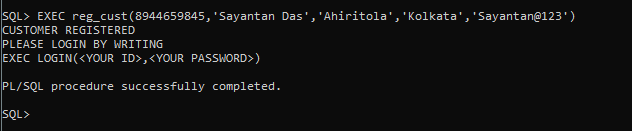 SQL> EXEC reg_cust(8944659845,'Sayantan Das','Ahiritola','Kolkata','Sayantan@123')
CUSTOMER REGISTERED
PLEASE LOGIN BY WRITING
EXEC LOGIN(<YOUR ID>,<YOUR PASSWORD>)
PL/SQL procedure successfully completed.
SQL>